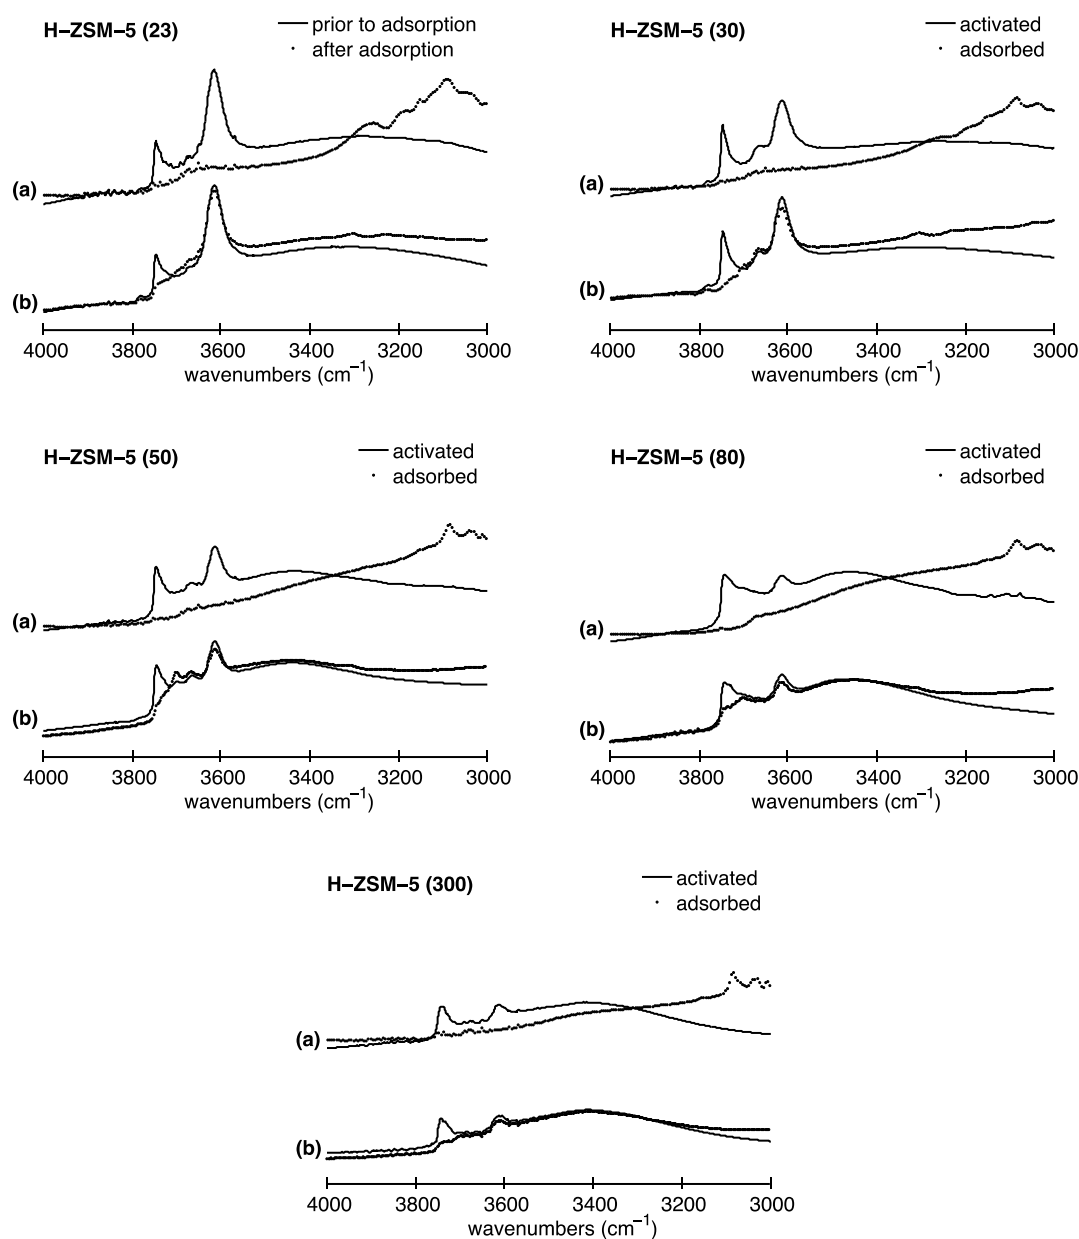 H–ZSM–5 (23)
prior to adsorption
after adsorption
(a)
(b)
4000 3800 3600 3400 3200 3000
wavenumbers (cm⁻¹)
H–ZSM–5 (30)
activated
adsorbed
(a)
(b)
4000 3800 3600 3400 3200 3000
wavenumbers (cm⁻¹)
H–ZSM–5 (50)
activated
adsorbed
(a)
(b)
4000 3800 3600 3400 3200 3000
wavenumbers (cm⁻¹)
H–ZSM–5 (80)
activated
adsorbed
(a)
(b)
4000 3800 3600 3400 3200 3000
wavenumbers (cm⁻¹)
H–ZSM–5 (300)
activated
adsorbed
(a)
(b)
4000 3800 3600 3400 3200 3000
wavenumbers (cm⁻¹)